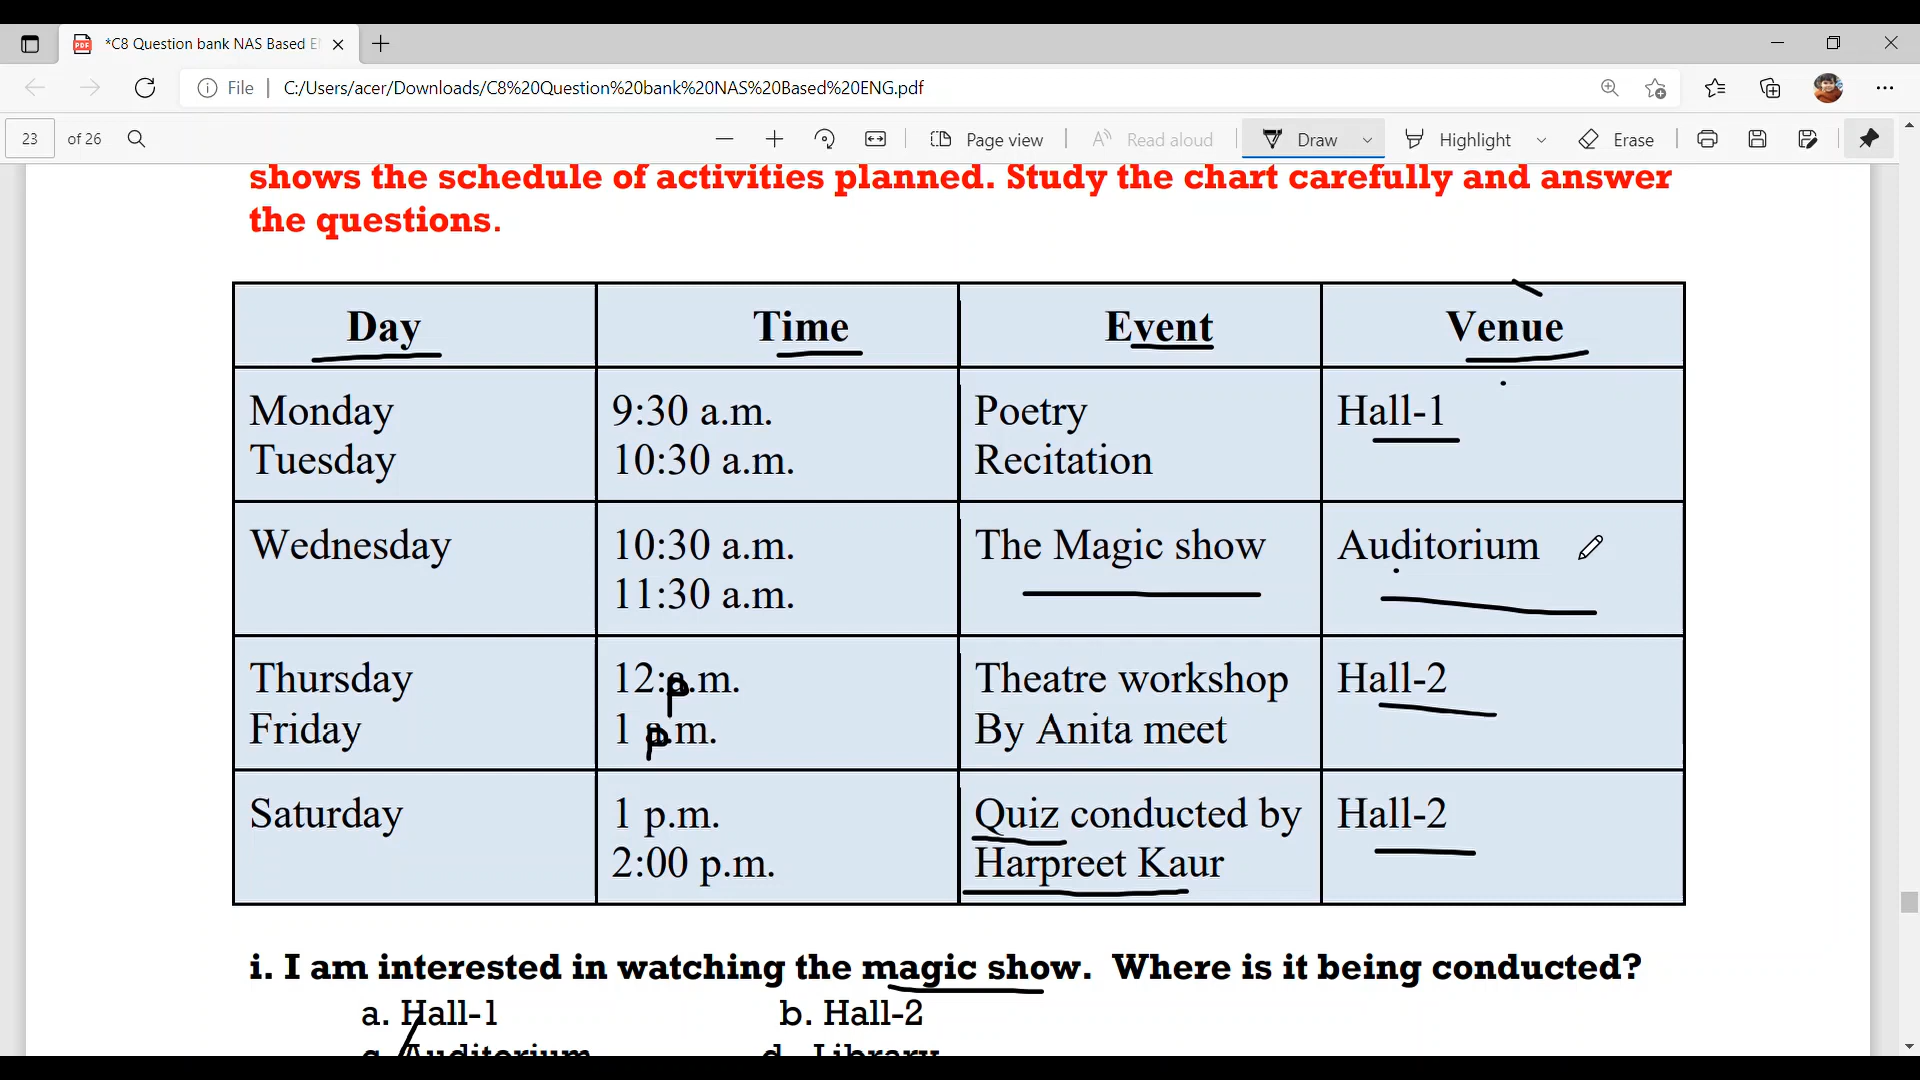 *C8 Question bank NAS Based E
File C:/Users/acer/Downloads/C8%20Question%20bank%20NAS%20Based%20ENG.pdf
23 of 26 Page view Read aloud Draw Highlight Erase
shows the schedule of activities planned. Study the chart carefully and answer
the questions.
Day Time Event Venue
Monday 9:30 a.m. Poetry Hall-1
Tuesday 10:30 a.m. Recitation
Wednesday 10:30 a.m. The Magic show Auditorium
11:30 a.m.
Thursday 12:p.m. Theatre workshop Hall-2
Friday 1 p.m. By Anita meet
Saturday 1 p.m. Quiz conducted by Hall-2
2:00 p.m. Harpreet Kaur
i. I am interested in watching the magic show. Where is it being conducted?
a. Hall-1 b. Hall-2
c. Auditorium d. Library